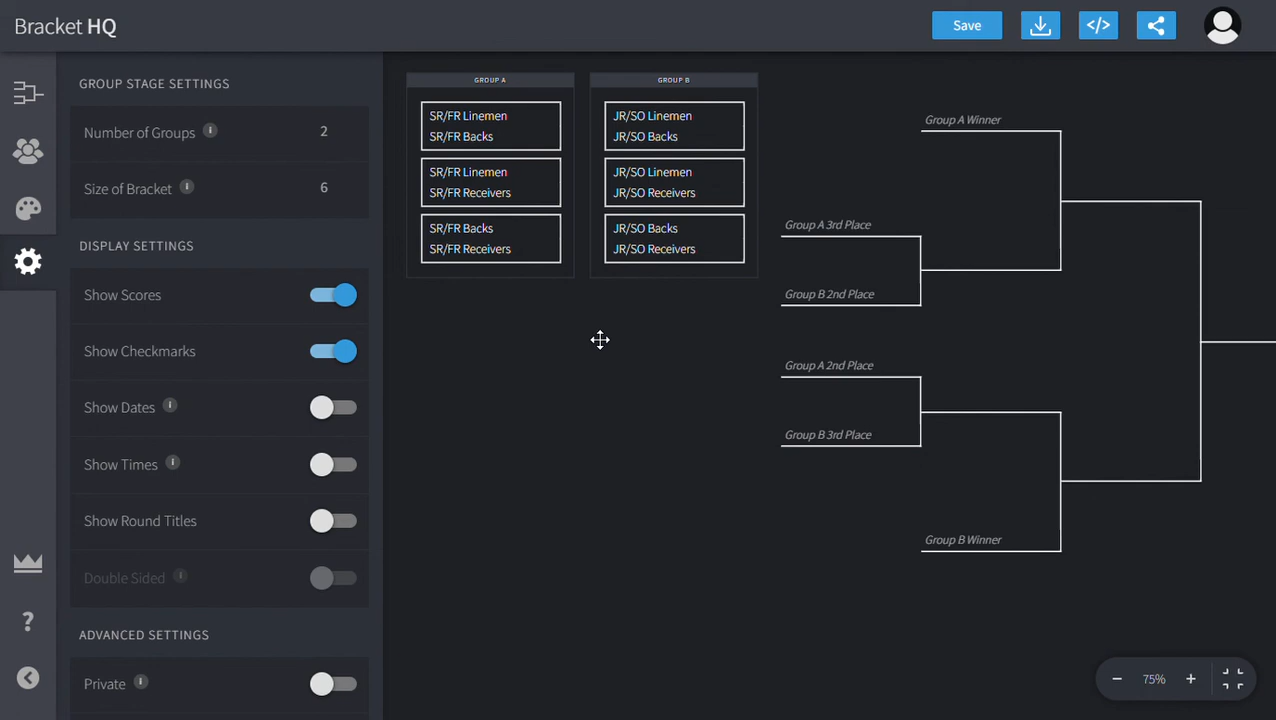 Bracket HQ
Save
</>
GROUP STAGE SETTINGS
Number of Groups i 2
Size of Bracket i 6
DISPLAY SETTINGS
Show Scores
Show Checkmarks
Show Dates i
Show Times i
Show Round Titles
Double Sided i
ADVANCED SETTINGS
Private i
?
GROUP A
SR/FR Linemen
SR/FR Backs
SR/FR Linemen
SR/FR Receivers
SR/FR Backs
SR/FR Receivers
GROUP B
JR/SO Linemen
JR/SO Backs
JR/SO Linemen
JR/SO Receivers
JR/SO Backs
JR/SO Receivers
Group A Winner
Group A 3rd Place
Group B 2nd Place
Group A 2nd Place
Group B 3rd Place
Group B Winner
− 75% +